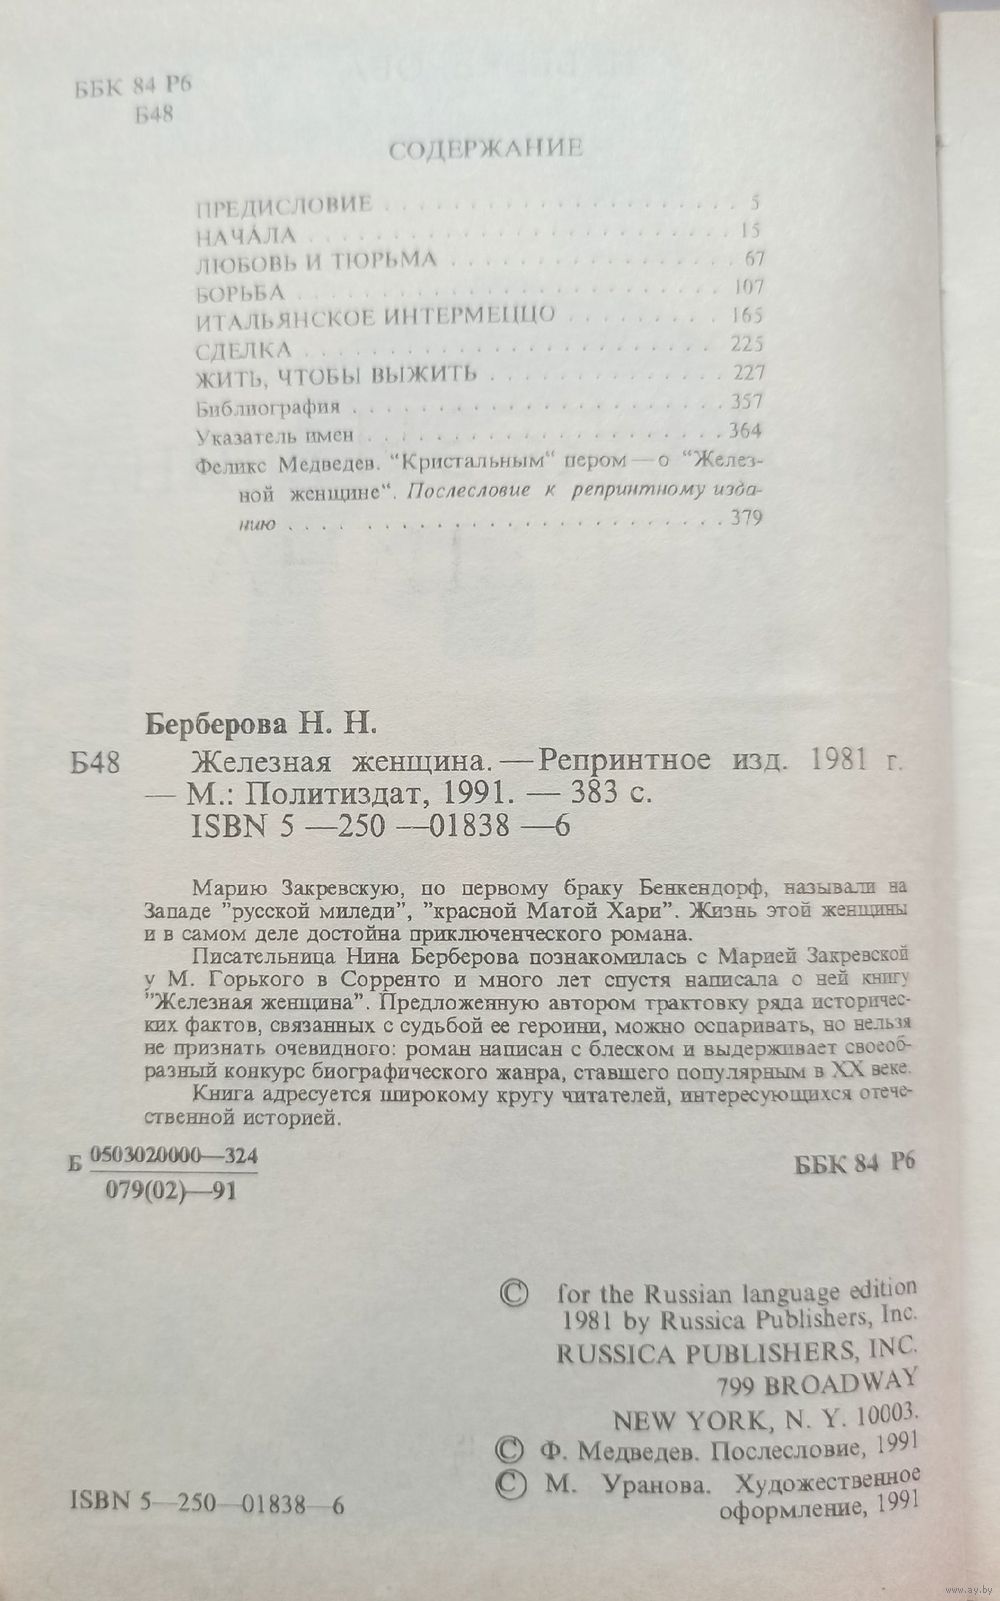 ББК 84 Р6
Б48
СОДЕРЖАНИЕ
ПРЕДИСЛОВИЕ . . . . . . . . . . . . . . . . . . . . . 5
НАЧАЛА . . . . . . . . . . . . . . . . . . . . . . . . . 15
ЛЮБОВЬ И ТЮРЬМА . . . . . . . . . . . . . . . . . 67
БОРЬБА . . . . . . . . . . . . . . . . . . . . . . . . . 107
ИТАЛЬЯНСКОЕ ИНТЕРМЕЦЦО . . . . . . . . . 165
СДЕЛКА . . . . . . . . . . . . . . . . . . . . . . . . 225
ЖИТЬ, ЧТОБЫ ВЫЖИТЬ . . . . . . . . . . . . . . 227
Библиография . . . . . . . . . . . . . . . . . . . . . . 357
Указатель имен . . . . . . . . . . . . . . . . . . . . . 364
Феликс Медведев. "Кристальным" пером — о "Желез-
ной женщине". Послесловие к репринтному изда-
нию . . . . . . . . . . . . . . . . . . . . . . . . . . 379
Берберова Н. Н.
Б48 Железная женщина. — Репринтное изд. 1981 г.
— М.: Политиздат, 1991. — 383 с.
ISBN 5 —250 —01838 —6
Марию Закревскую, по первому браку Бенкендорф, называли на
Западе "русской миледи", "красной Матой Хари". Жизнь этой женщины
и в самом деле достойна приключенческого романа.
Писательница Нина Берберова познакомилась с Марией Закревской
у М. Горького в Сорренто и много лет спустя написала о ней книгу
"Железная женщина". Предложенную автором трактовку ряда историчес-
ких фактов, связанных с судьбой ее героини, можно оспаривать, но нельзя
не признать очевидного: роман написан с блеском и выдерживает своеоб-
разный конкурс биографического жанра, ставшего популярным в XX веке.
Книга адресуется широкому кругу читателей, интересующихся отече-
ственной историей.
Б 0503020000—324
079(02)—91
ББК 84 Р6
© for the Russian language edition
1981 by Russica Publishers, Inc.
RUSSICA PUBLISHERS, INC.
799 BROADWAY
NEW YORK, N. Y. 10003.
© Ф. Медведев. Послесловие, 1991
© М. Уранова. Художественное
оформление, 1991
ISBN 5—250—01838—6
www.ay.by